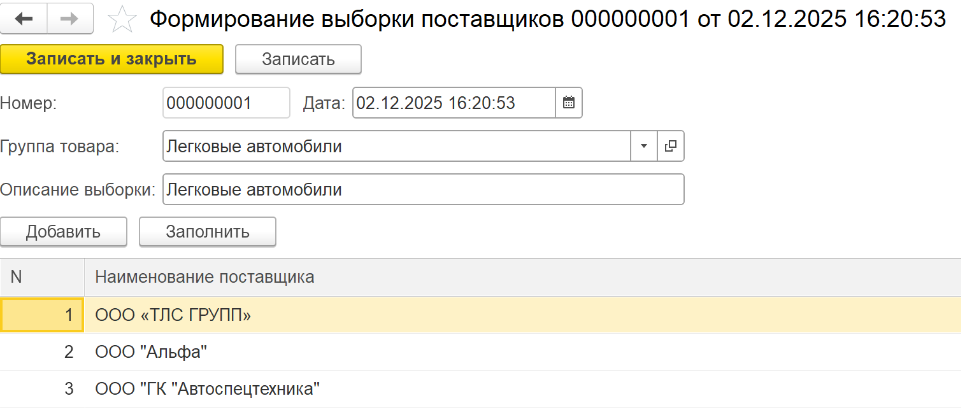 Формирование выборки поставщиков 000000001 от 02.12.2025 16:20:53
Записать и закрыть Записать
Номер: 000000001 Дата: 02.12.2025 16:20:53
Группа товара: Легковые автомобили
Описание выборки: Легковые автомобили
Добавить Заполнить
N Наименование поставщика
1 ООО «ТЛС ГРУПП»
2 ООО "Альфа"
3 ООО "ГК "Автоспецтехника"